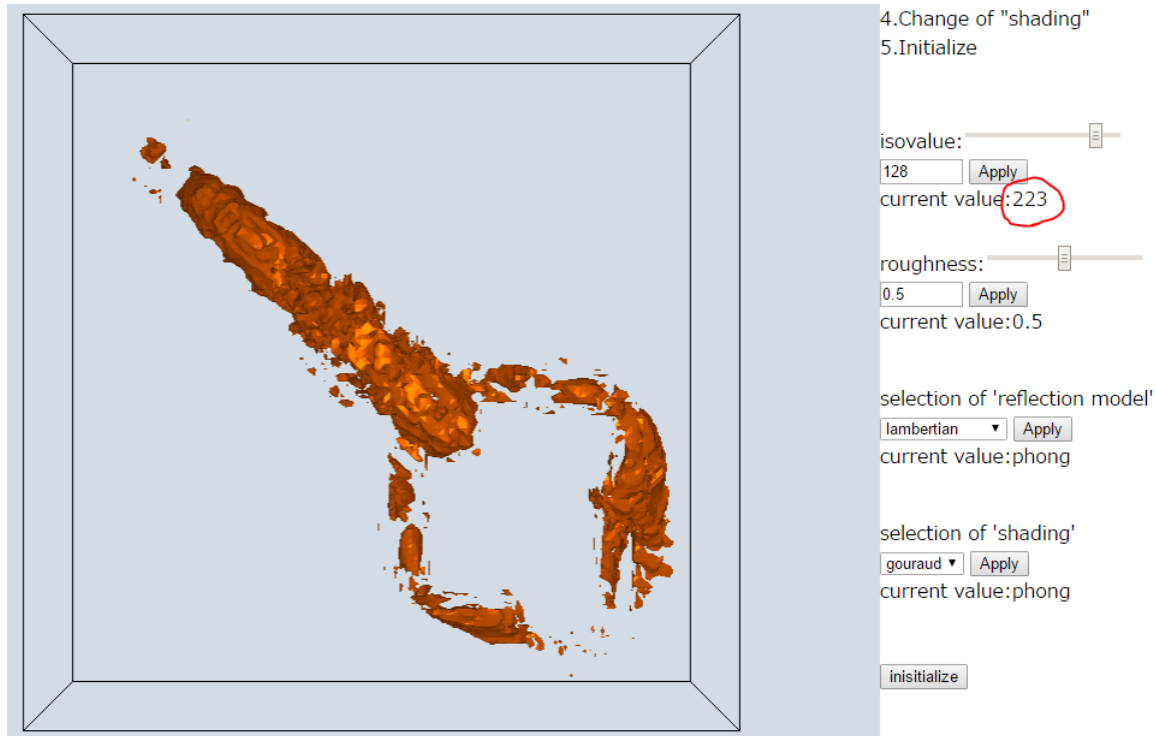 4.Change of "shading"
5.Initialize
isovalue:
128 Apply
current value:223
roughness:
0.5 Apply
current value:0.5
selection of 'reflection model'
lambertian Apply
current value:phong
selection of 'shading'
gouraud Apply
current value:phong
inisitialize